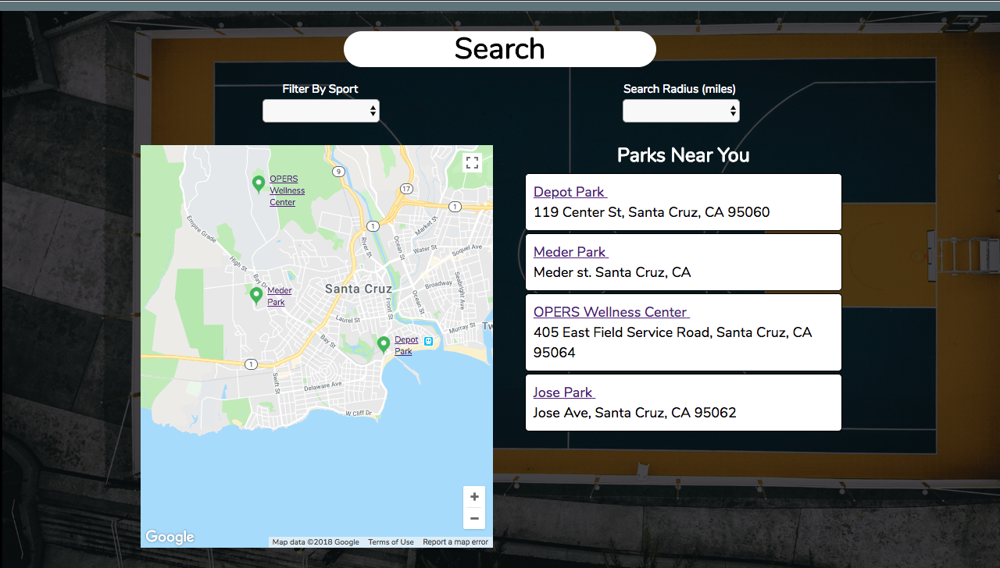 Search
Filter By Sport
Search Radius (miles)
OPERS
Wellness
Center
9
17
1
1
Empire Grade
High St
Bay Dr
River St
Ocean St
Market St
Water St
Soquel Ave
Meder
Park
Santa Cruz
Broadway
Seabright Ave
Front St
Ocean St
Laurel St
Bay St
Murray St
Tw
Depot
Park
1
Swift St
Delaware Ave
W Cliff Dr
Google
Map data ©2018 Google
Terms of Use
Report a map error
Parks Near You
Depot Park
119 Center St, Santa Cruz, CA 95060
Meder Park
Meder st. Santa Cruz, CA
OPERS Wellness Center
405 East Field Service Road, Santa Cruz, CA
95064
Jose Park
Jose Ave, Santa Cruz, CA 95062